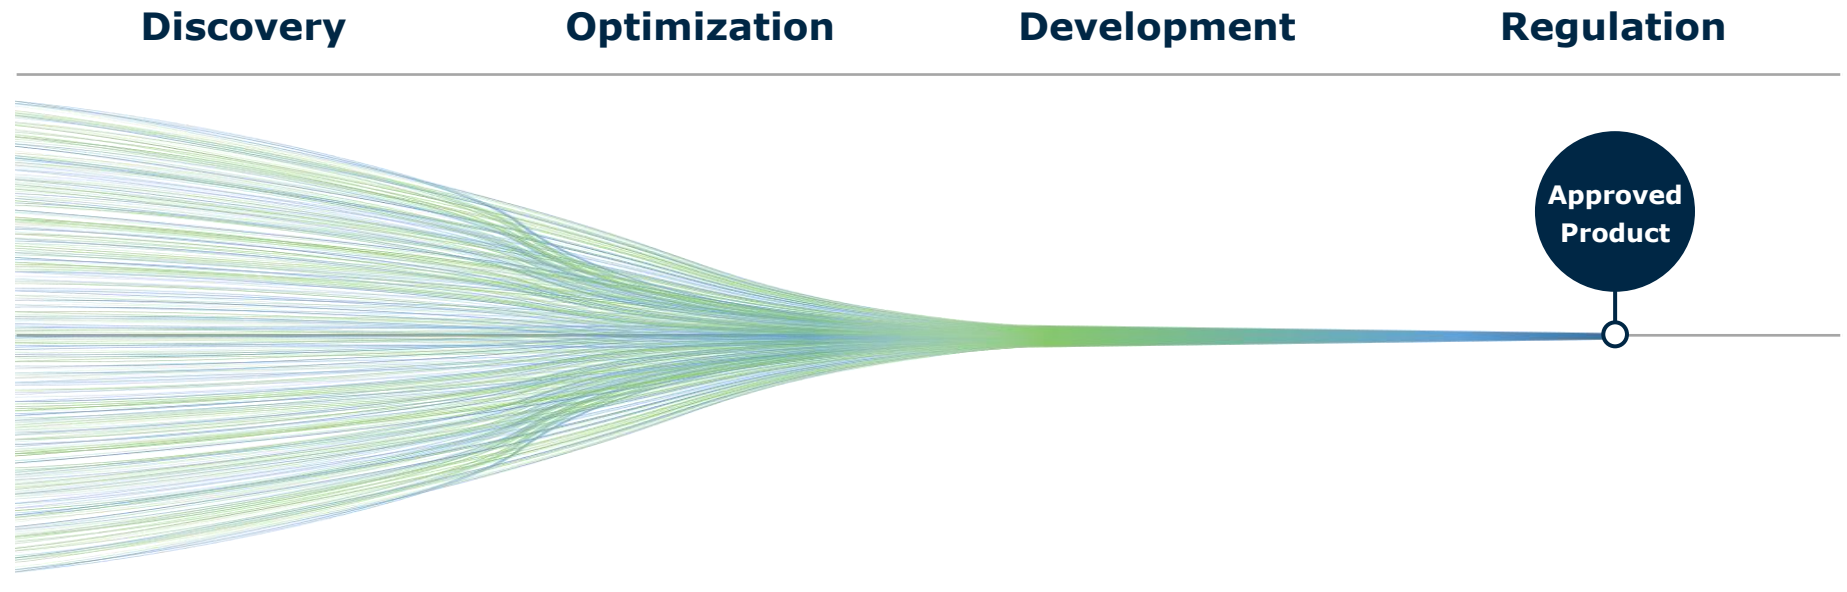 Discovery Optimization Development Regulation
Approved
Product